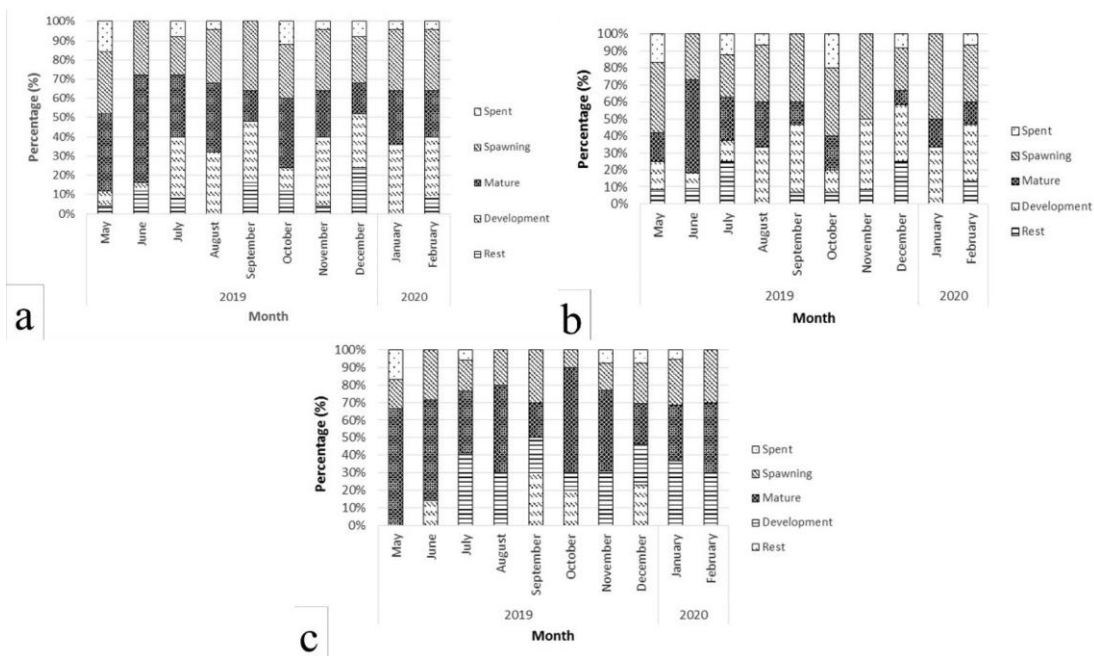 100%
90%
80%
70%
60%
50%
40%
30%
20%
10%
0%
Percentage (%)
May
June
July
August
September
October
November
December
January
February
2019
2020
Month
Spent
Spawning
Mature
Development
Rest
a
100%
90%
80%
70%
60%
50%
40%
30%
20%
10%
0%
Percentage (%)
May
June
July
August
September
October
November
December
January
February
2019
2020
Month
Spent
Spawning
Mature
Development
Rest
b
100%
90%
80%
70%
60%
50%
40%
30%
20%
10%
0%
Percentage (%)
May
June
July
August
September
October
November
December
January
February
2019
2020
Month
Spent
Spawning
Mature
Development
Rest
c